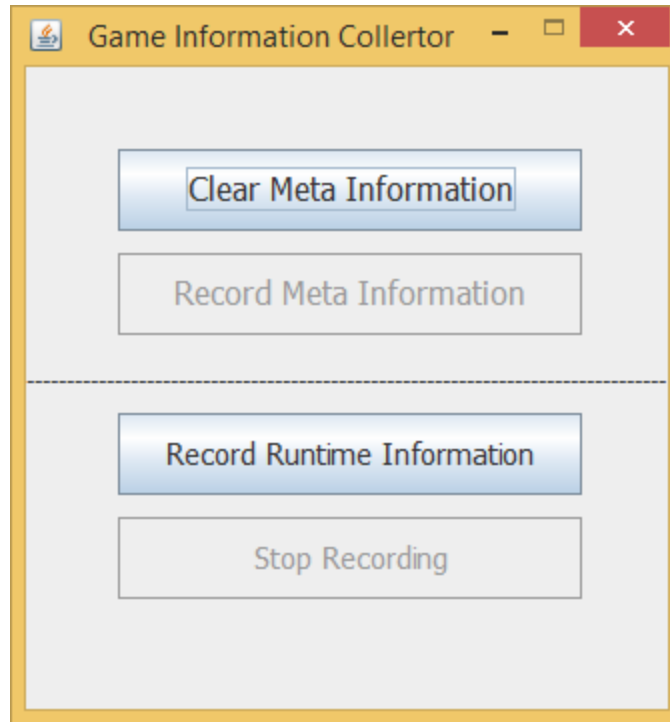 Game Information Collertor
Clear Meta Information
Record Meta Information
Record Runtime Information
Stop Recording